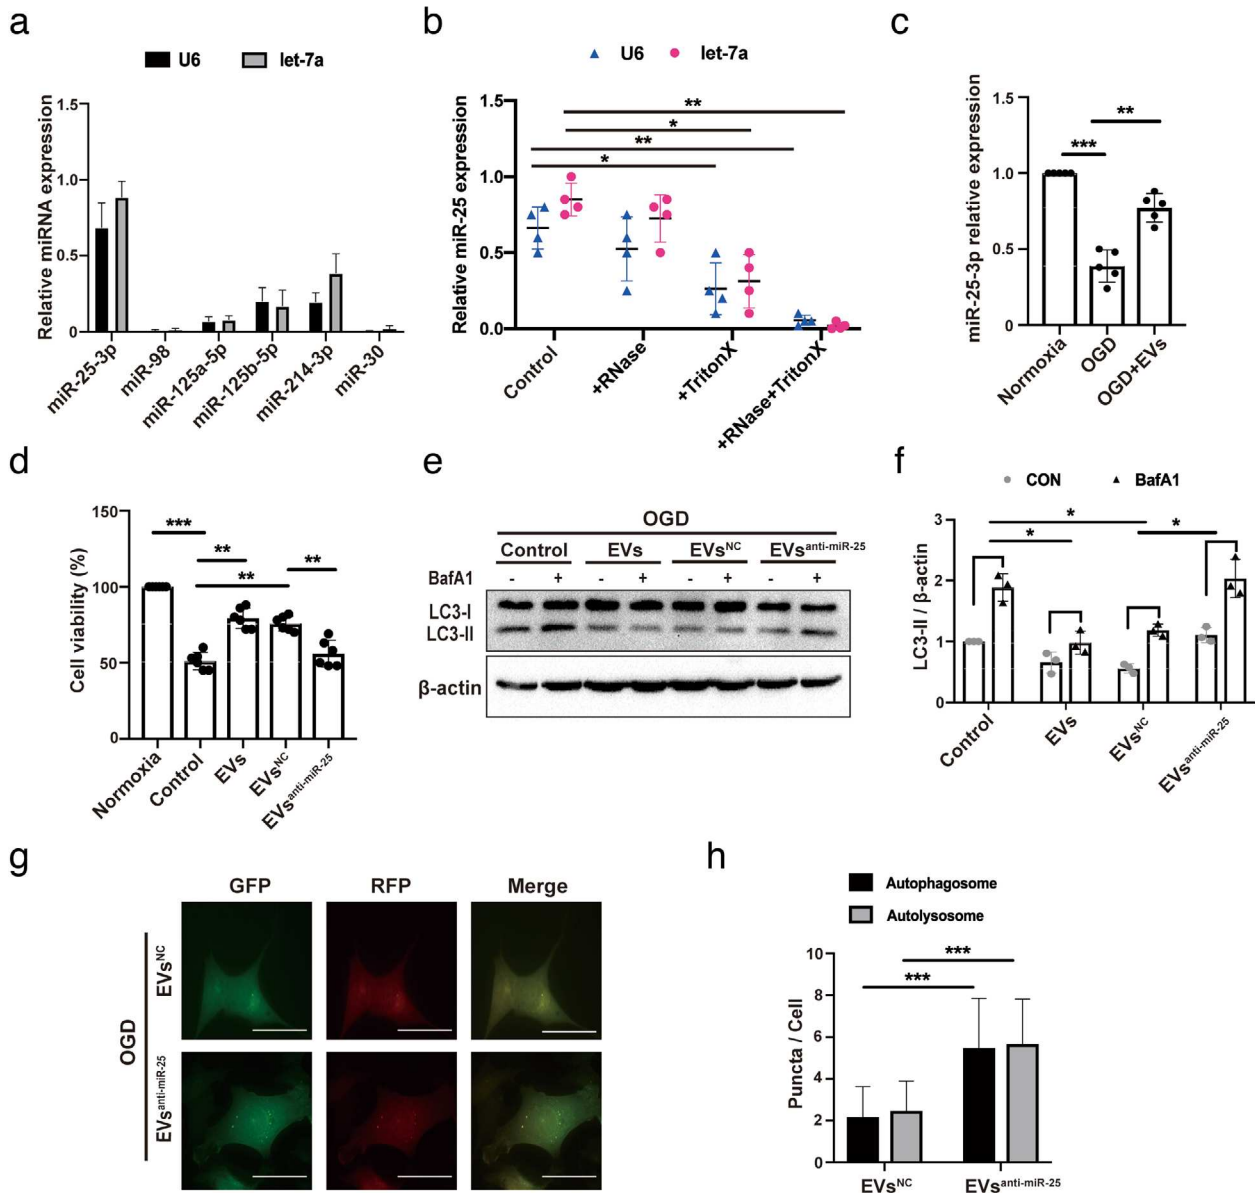 a
U6 let-7a
Relative miRNA expression
1.5
1.0
0.5
0
miR-25-3p
miR-98
miR-125a-5p
miR-125b-5p
miR-214-3p
miR-30
b
U6 let-7a
Relative miR-25 expression
1.5
1.0
0.5
0.0
**
*
**
*
Control
+RNase
+TritonX
+RNase+TritonX
c
miR-25-3p relative expression
1.5
1.0
0.5
0
***
**
Normoxia
OGD
OGD+EVs
d
Cell viability (%)
150
100
50
0
***
**
**
**
Normoxia
Control
EVs
EVsNC
EVsanti-miR-25
e
OGD
Control EVs EVsNC EVsanti-miR-25
BafA1 - + - + - + - +
LC3-I
LC3-II
β-actin
f
CON BafA1
LC3-II / β-actin
3
2
1
0
*
*
*
Control
EVs
EVsNC
EVsanti-miR-25
g
GFP RFP Merge
OGD
EVsNC
EVsanti-miR-25
h
Autophagosome
Autolysosome
Puncta / Cell
10
8
6
4
2
0
***
***
EVsNC
EVsanti-miR-25